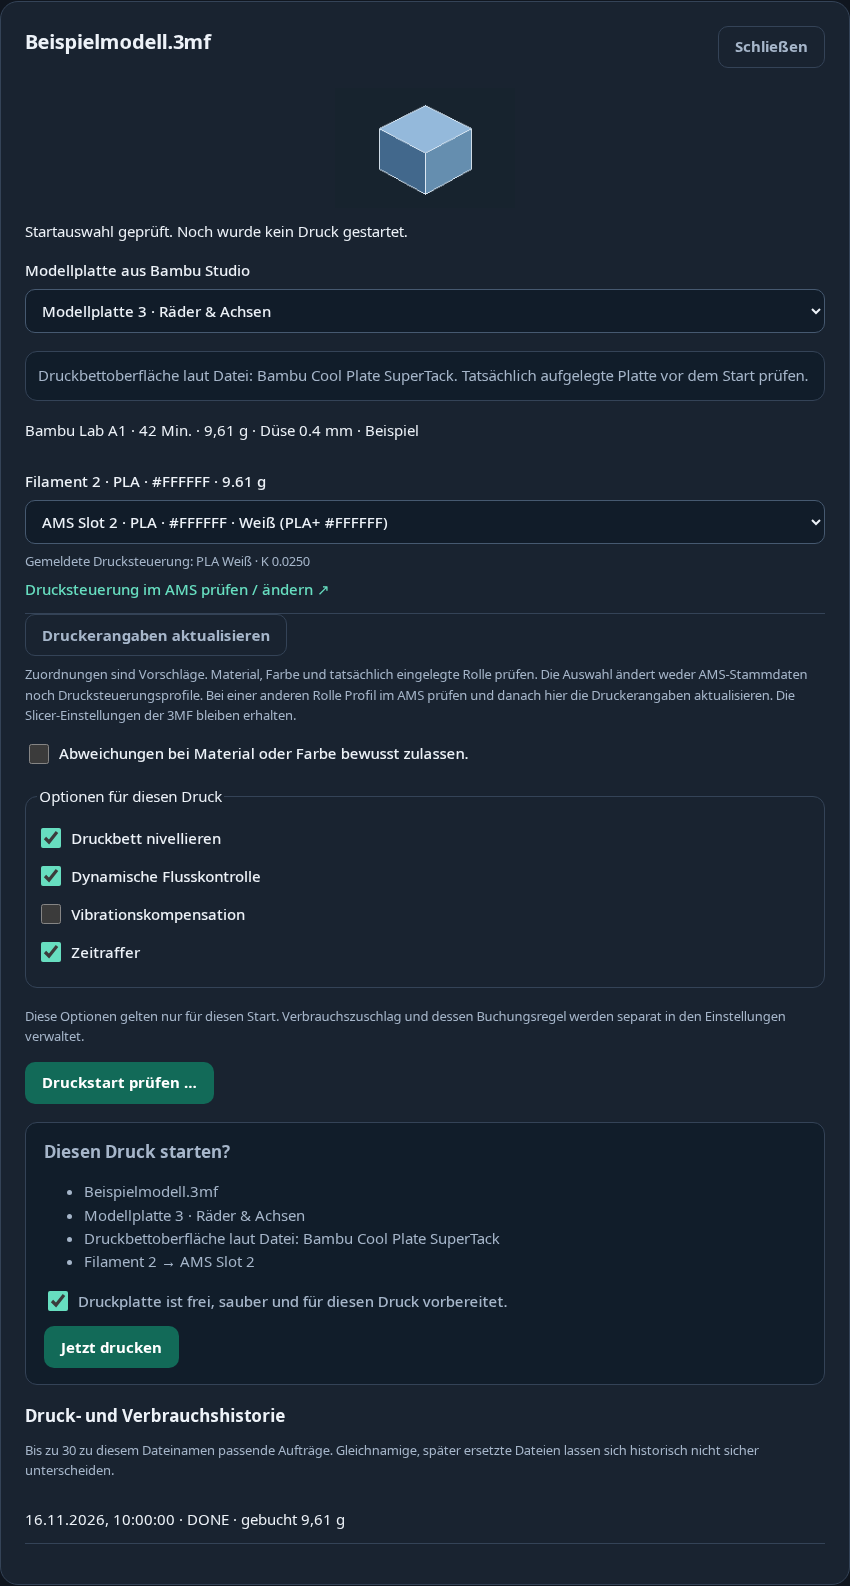 Beispielmodell.3mf
Schließen
Startauswahl geprüft. Noch wurde kein Druck gestartet.
Modellplatte aus Bambu Studio
Modellplatte 3 · Räder & Achsen
Druckbettoberfläche laut Datei: Bambu Cool Plate SuperTack. Tatsächlich aufgelegte Platte vor dem Start prüfen.
Bambu Lab A1 · 42 Min. · 9,61 g · Düse 0.4 mm · Beispiel
Filament 2 · PLA · #FFFFFF · 9.61 g
AMS Slot 2 · PLA · #FFFFFF · Weiß (PLA+ #FFFFFF)
Gemeldete Drucksteuerung: PLA Weiß · K 0.0250
Drucksteuerung im AMS prüfen / ändern ↗
Druckerangaben aktualisieren
Zuordnungen sind Vorschläge. Material, Farbe und tatsächlich eingelegte Rolle prüfen. Die Auswahl ändert weder AMS-Stammdaten
noch Drucksteuerungsprofile. Bei einer anderen Rolle Profil im AMS prüfen und danach hier die Druckerangaben aktualisieren. Die
Slicer-Einstellungen der 3MF bleiben erhalten.
Abweichungen bei Material oder Farbe bewusst zulassen.
Optionen für diesen Druck
Druckbett nivellieren
Dynamische Flusskontrolle
Vibrationskompensation
Zeitraffer
Diese Optionen gelten nur für diesen Start. Verbrauchszuschlag und dessen Buchungsregel werden separat in den Einstellungen
verwaltet.
Druckstart prüfen …
Diesen Druck starten?
• Beispielmodell.3mf
• Modellplatte 3 · Räder & Achsen
• Druckbettoberfläche laut Datei: Bambu Cool Plate SuperTack
• Filament 2 → AMS Slot 2
Druckplatte ist frei, sauber und für diesen Druck vorbereitet.
Jetzt drucken
Druck- und Verbrauchshistorie
Bis zu 30 zu diesem Dateinamen passende Aufträge. Gleichnamige, später ersetzte Dateien lassen sich historisch nicht sicher
unterscheiden.
16.11.2026, 10:00:00 · DONE · gebucht 9,61 g